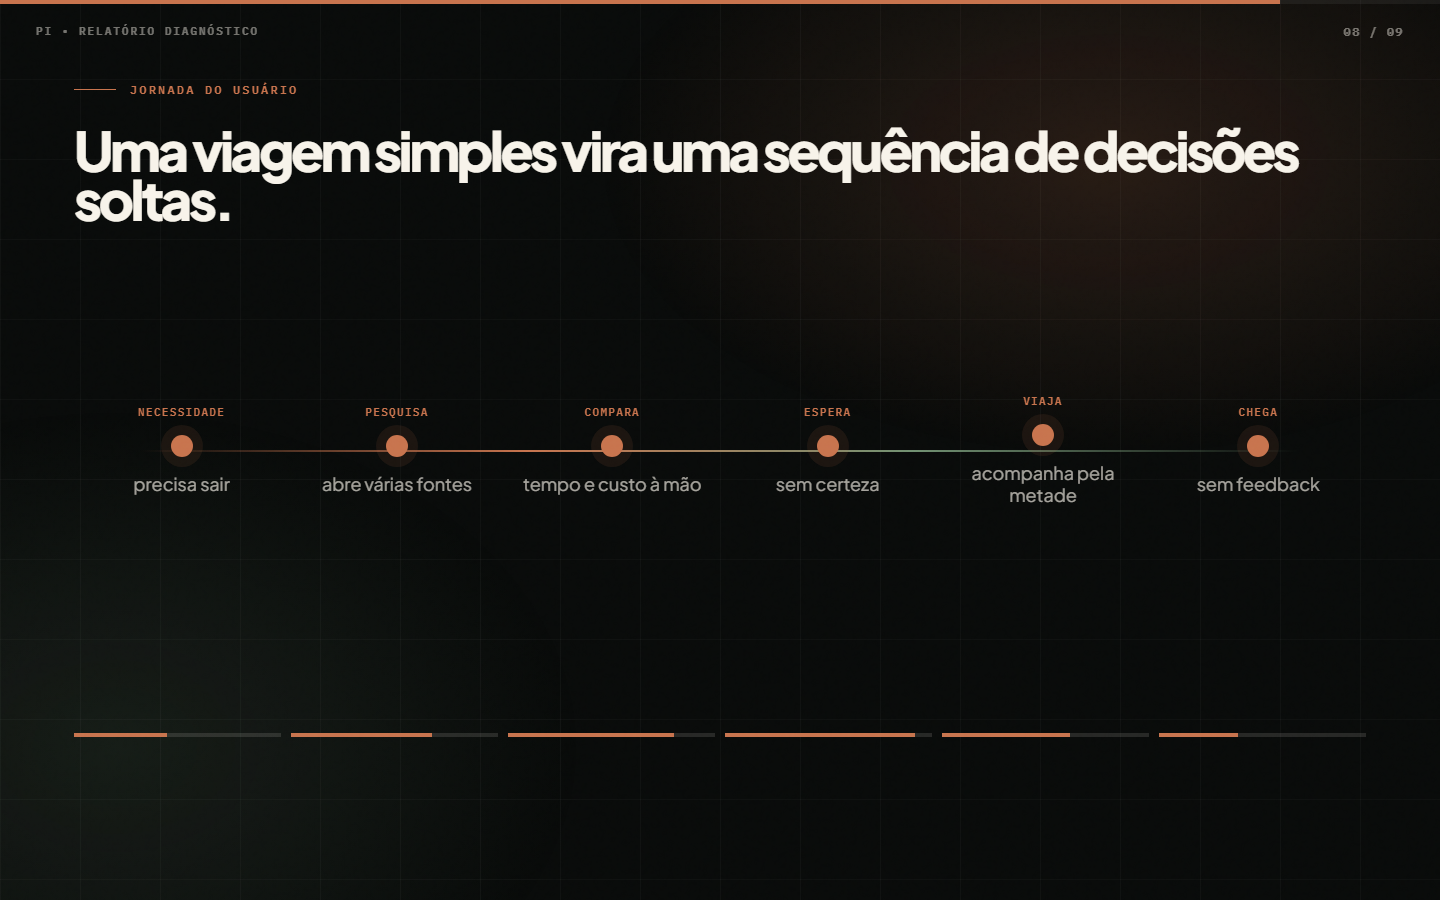 PI • RELATÓRIO DIAGNÓSTICO
08 / 09
JORNADA DO USUÁRIO
Uma viagem simples vira uma sequência de decisões
soltas.
NECESSIDADE
precisa sair
PESQUISA
abre várias fontes
COMPARA
tempo e custo à mão
ESPERA
sem certeza
VIAJA
acompanha pela
metade
CHEGA
sem feedback